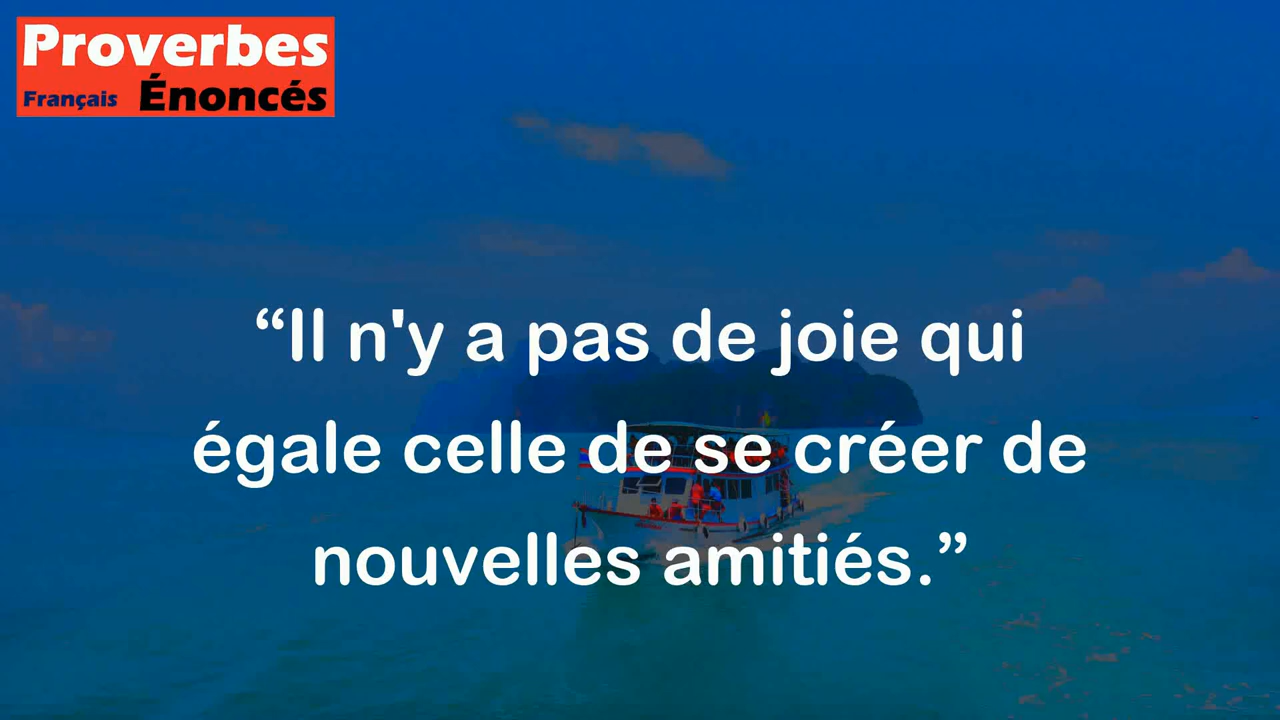 Proverbes
Français Énoncés
“Il n'y a pas de joie qui
égale celle de se créer de
nouvelles amitiés.”